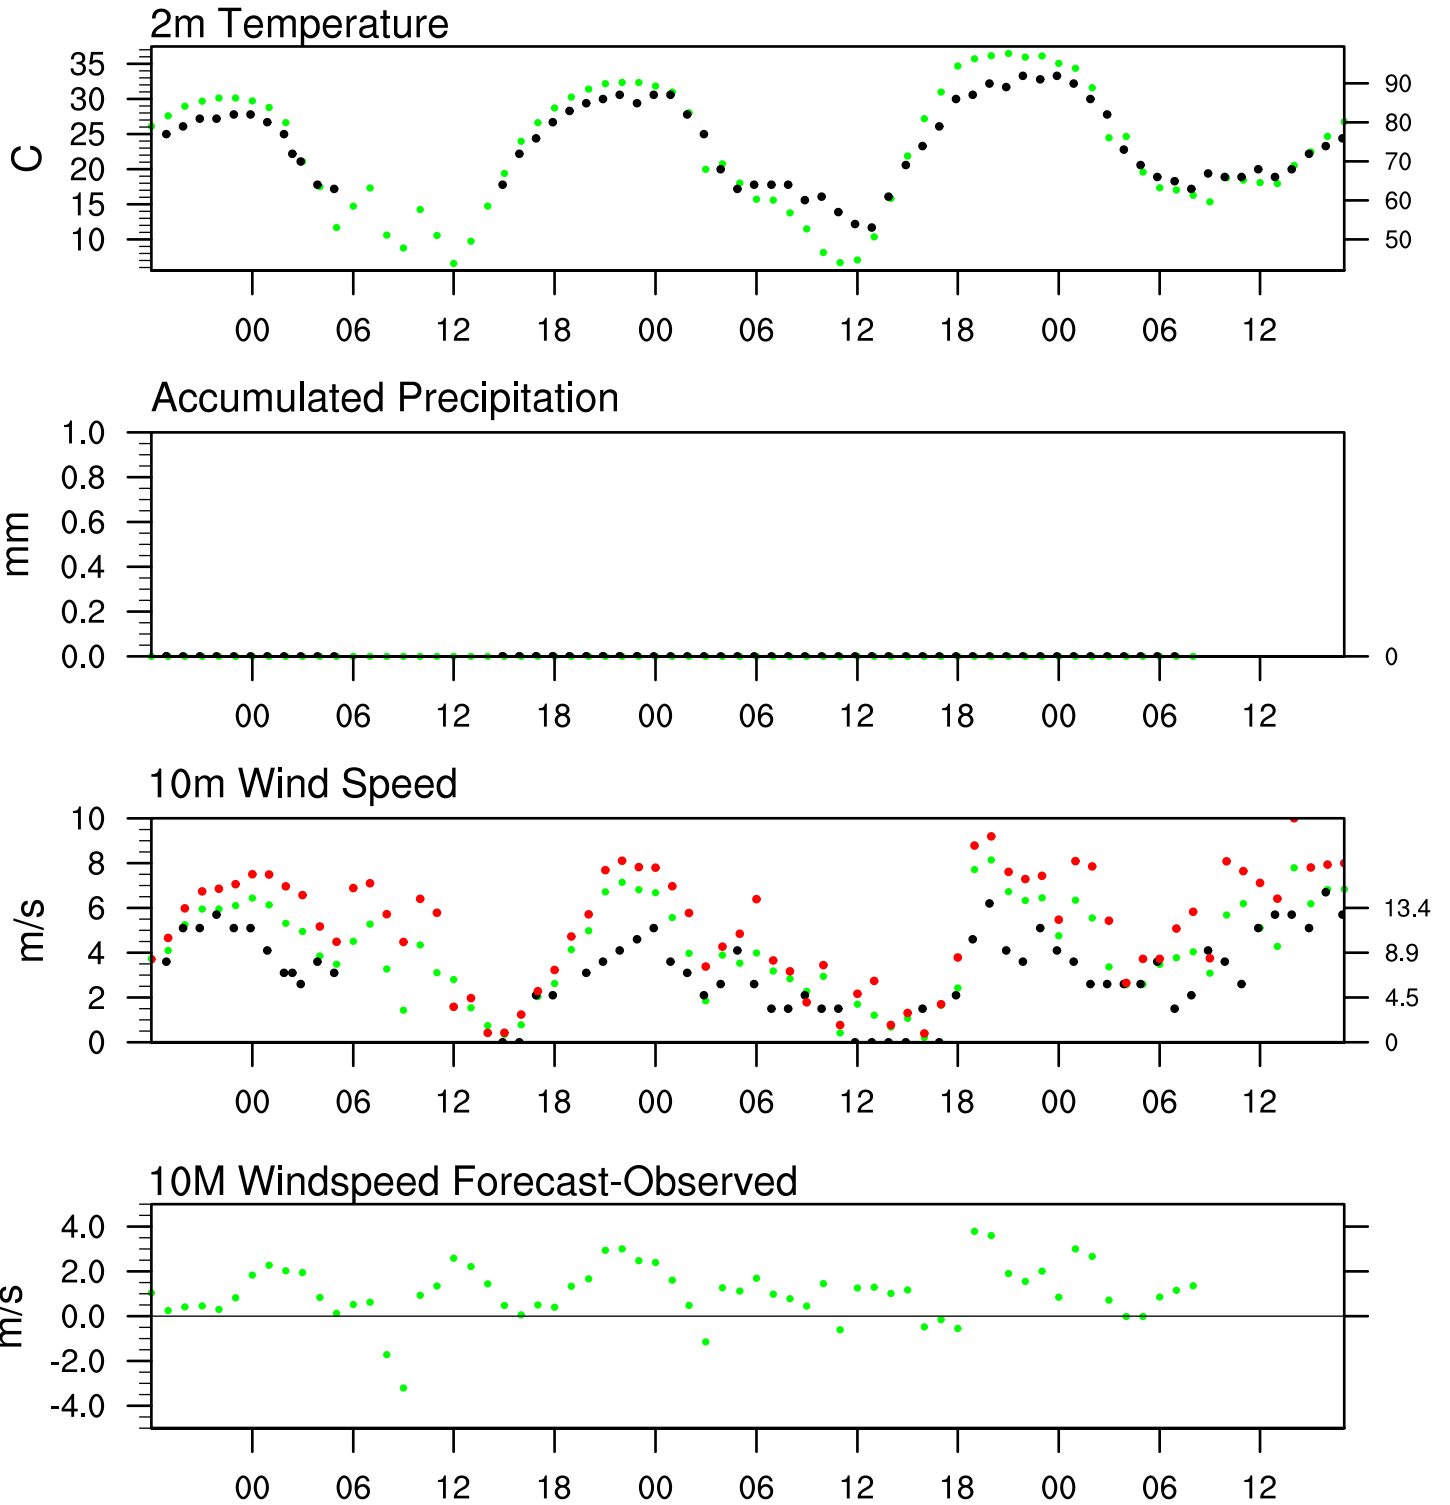 2m Temperature
35
30
25
20
15
10
C
90
80
70
60
50
00 06 12 18 00 06 12 18 00 06 12
Accumulated Precipitation
1.0
0.8
0.6
0.4
0.2
0.0
mm
0
00 06 12 18 00 06 12 18 00 06 12
10m Wind Speed
10
8
6
4
2
0
m/s
13.4
8.9
4.5
0
00 06 12 18 00 06 12 18 00 06 12
10M Windspeed Forecast-Observed
4.0
2.0
0.0
-2.0
-4.0
m/s
00 06 12 18 00 06 12 18 00 06 12